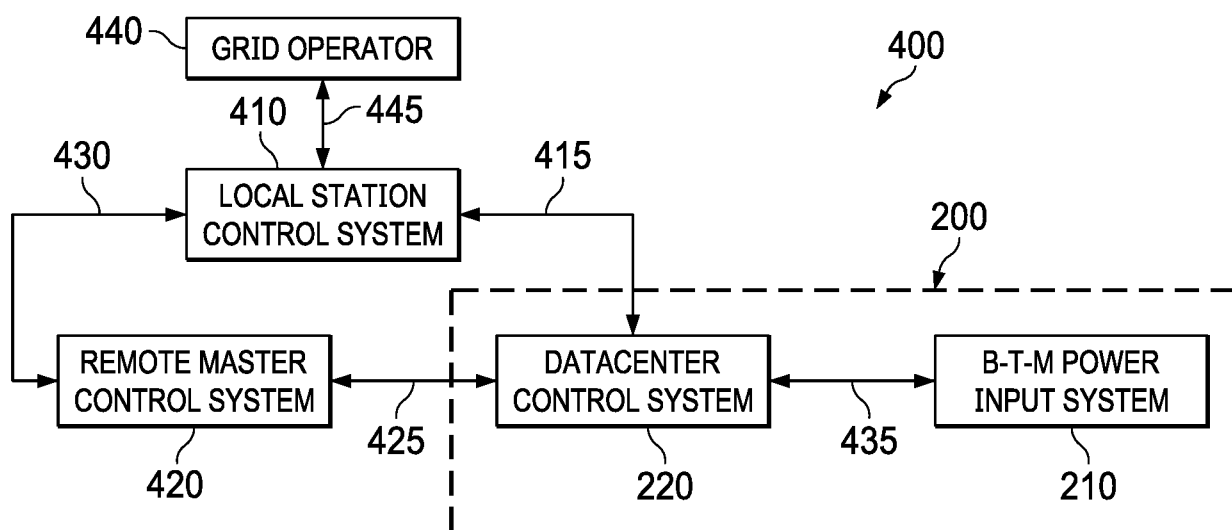 440
GRID OPERATOR
400
410
445
430
415
LOCAL STATION
CONTROL SYSTEM
200
REMOTE MASTER
CONTROL SYSTEM
DATACENTER
CONTROL SYSTEM
B-T-M POWER
INPUT SYSTEM
425
435
420
220
210